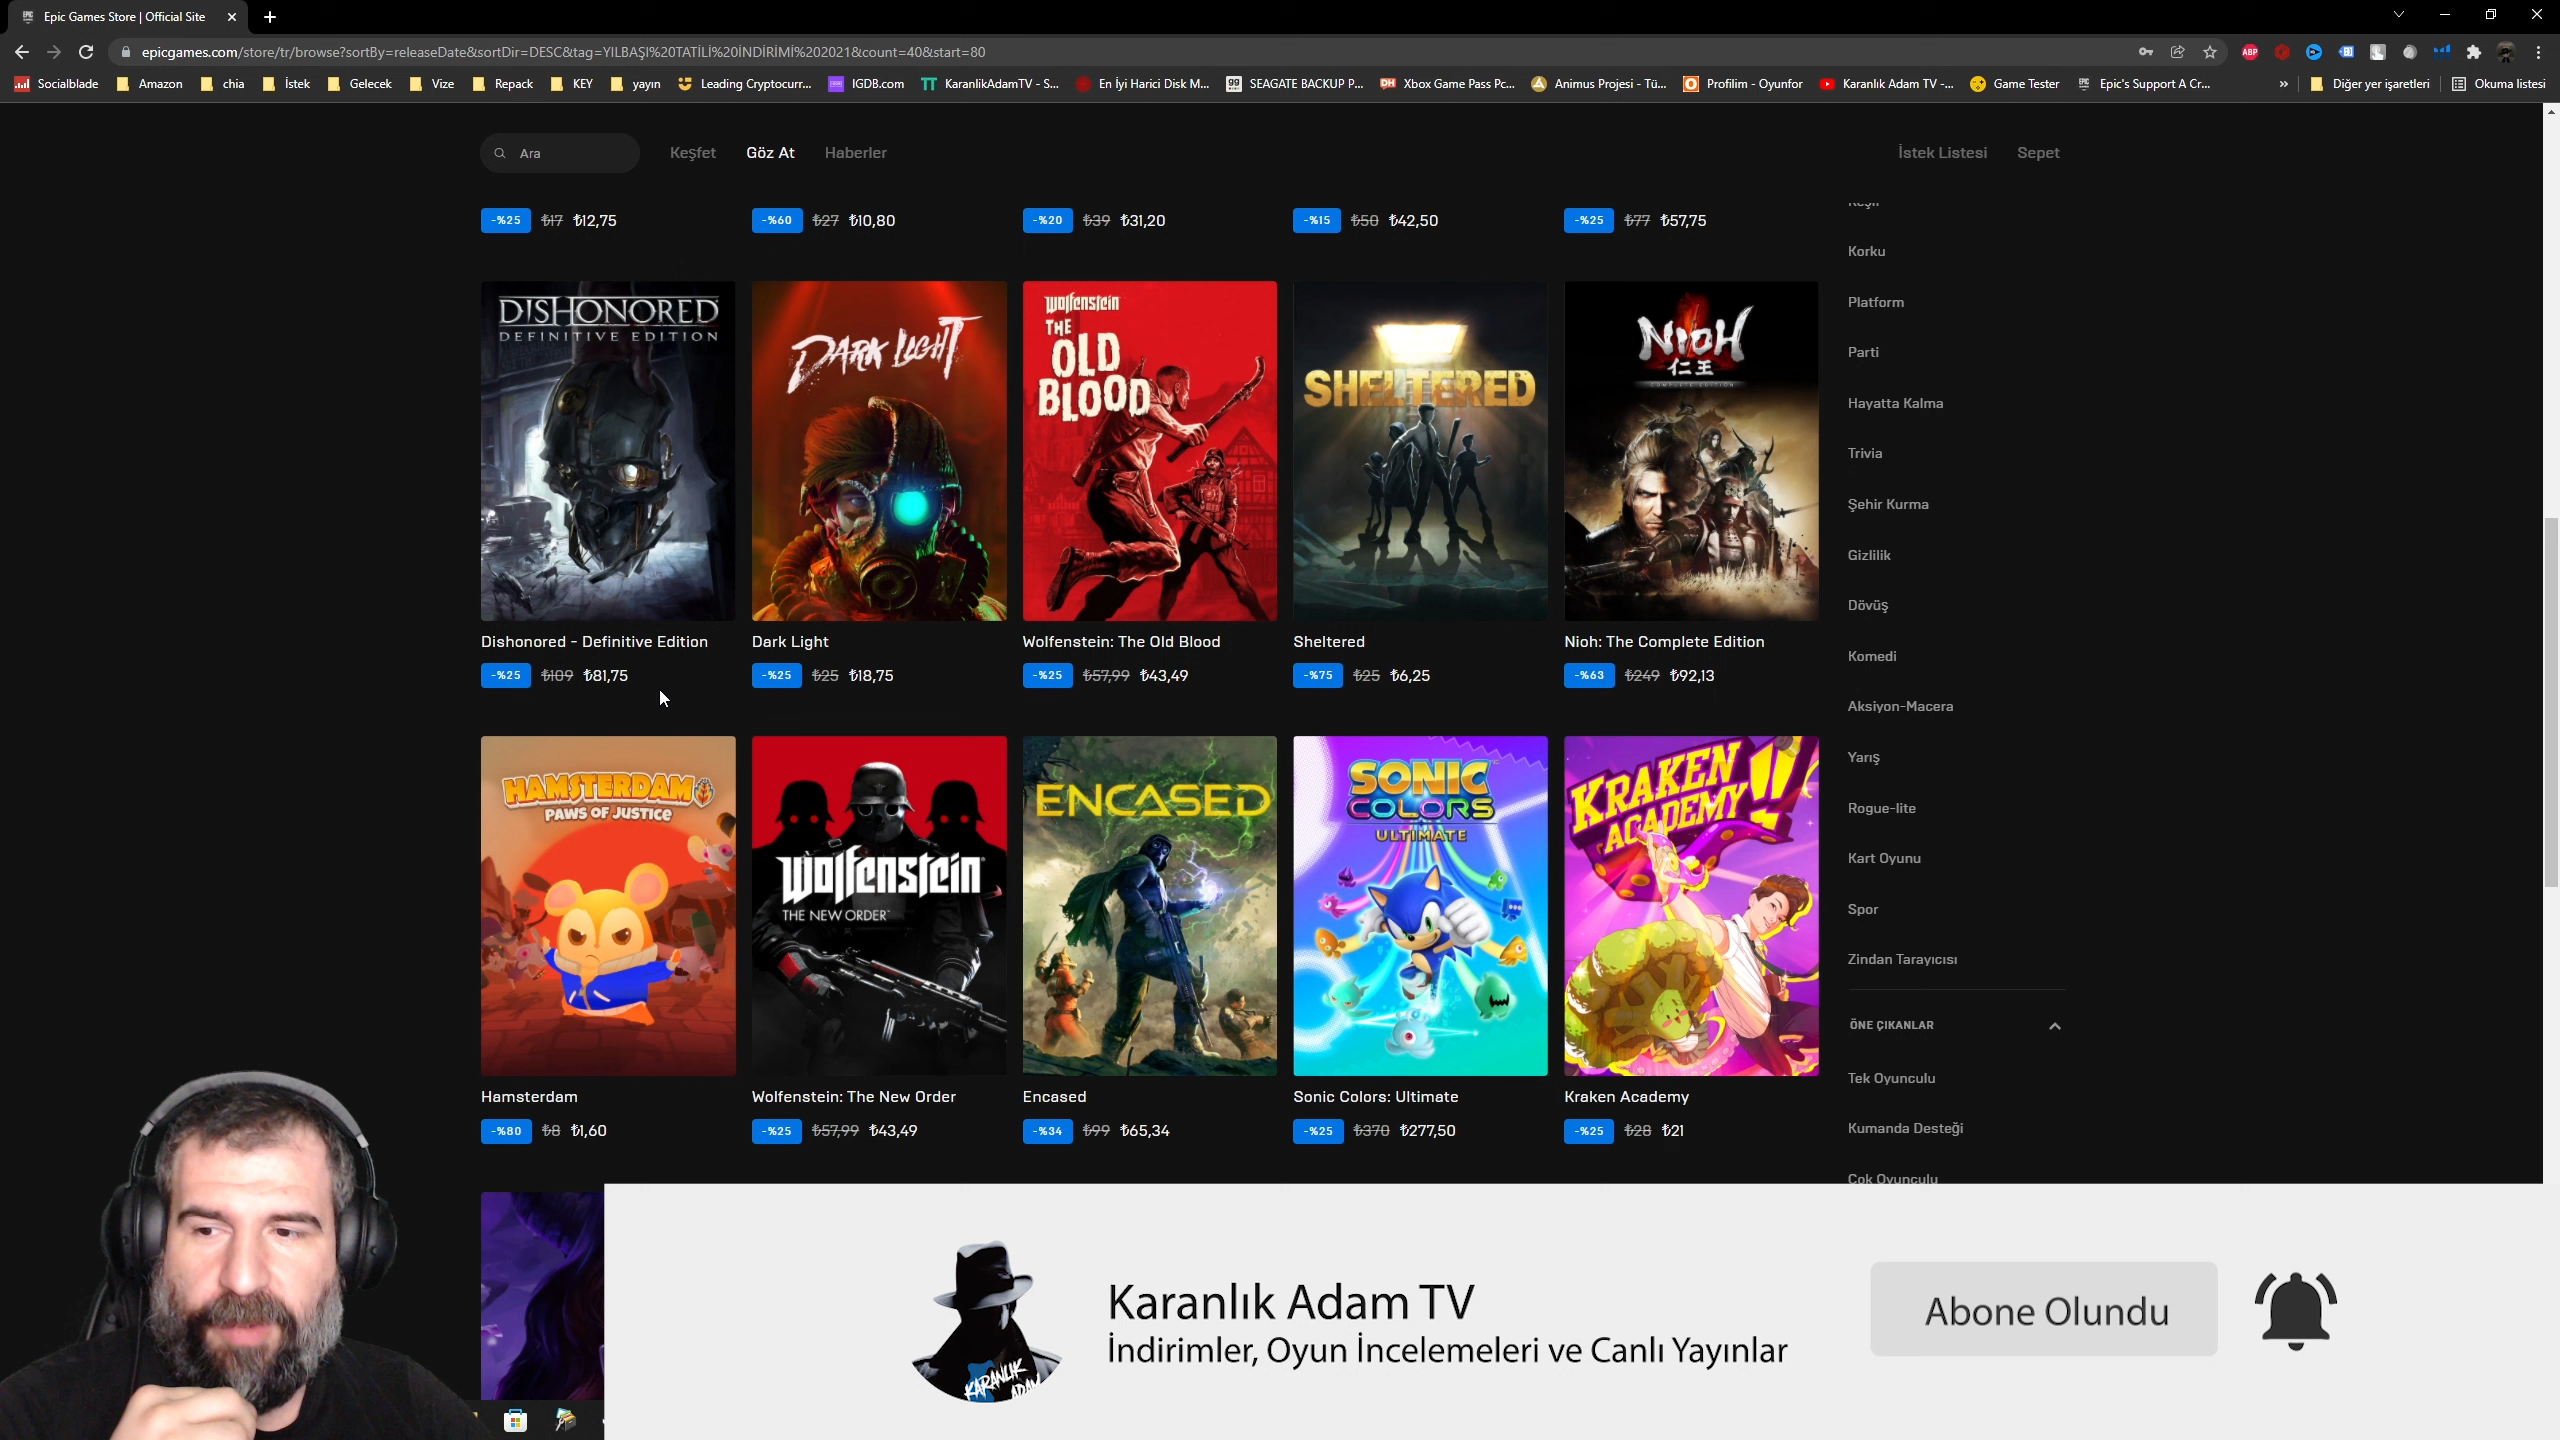 Epic Games Store | Official Site
epicgames.com/store/tr/browse?sortBy=releaseDate&sortDir=DESC&tag=YILBAŞI%20TATİLİ%20İNDİRİMİ%202021&count=40&start=80
ABP
Socialblade Amazon chia İstek Gelecek Vize Repack KEY yayın Leading Cryptocurr... IGDB.com KaranlikAdamTV - S... En İyi Harici Disk M... SEAGATE BACKUP P... Xbox Game Pass Pc... Animus Projesi - Tü... Profilim - Oyunfor Karanlık Adam TV -... Game Tester Epic's Support A Cr... » Diğer yer işaretleri Okuma listesi
Ara Keşfet Göz At Haberler İstek Listesi Sepet
-%25 ₺17 ₺12,75 -%60 ₺27 ₺10,80 -%20 ₺39 ₺31,20 -%15 ₺50 ₺42,50 -%25 ₺77 ₺57,75
Korku
Platform
Parti
Hayatta Kalma
Trivia
Şehir Kurma
Gizlilik
Dövüş
Komedi
Aksiyon-Macera
Yarış
Rogue-lite
Kart Oyunu
Spor
Zindan Tarayıcısı
ÖNE ÇIKANLAR
Tek Oyunculu
Kumanda Desteği
Çok Oyunculu
DISHONORED
DEFINITIVE EDITION
DARK LIGHT
Wolfenstein
THE
OLD
BLOOD
SHELTERED
NIOH
仁王
COMPLETE EDITION
Dishonored - Definitive Edition Dark Light Wolfenstein: The Old Blood Sheltered Nioh: The Complete Edition
-%25 ₺109 ₺81,75 -%25 ₺25 ₺18,75 -%25 ₺57,99 ₺43,49 -%75 ₺25 ₺6,25 -%63 ₺249 ₺92,13
HAMSTERDAM
PAWS OF JUSTICE
Wolfenstein
THE NEW ORDER
ENCASED
SONIC
COLORS
ULTIMATE
KRAKEN
ACADEMY!!
Hamsterdam Wolfenstein: The New Order Encased Sonic Colors: Ultimate Kraken Academy
-%80 ₺8 ₺1,60 -%25 ₺57,99 ₺43,49 -%34 ₺99 ₺65,34 -%25 ₺370 ₺277,50 -%25 ₺28 ₺21
KARANLIK
ADAM
Karanlık Adam TV
İndirimler, Oyun İncelemeleri ve Canlı Yayınlar
Abone Olundu